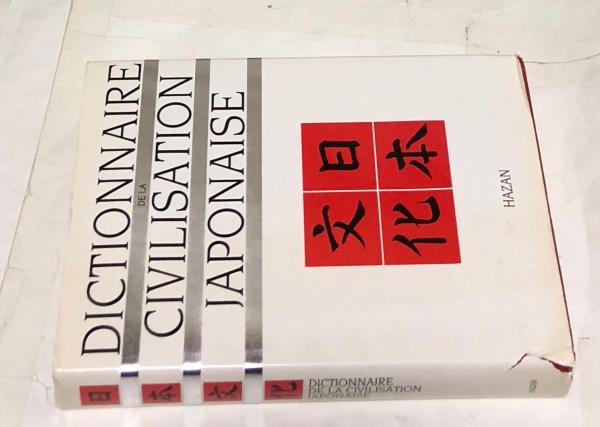 DICTIONNAIRE
DE LA
CIVILISATION
JAPONAISE
日本
文化
HAZAN
日 本 文 化
DICTIONNAIRE
DE LA CIVILISATION
JAPONAISE